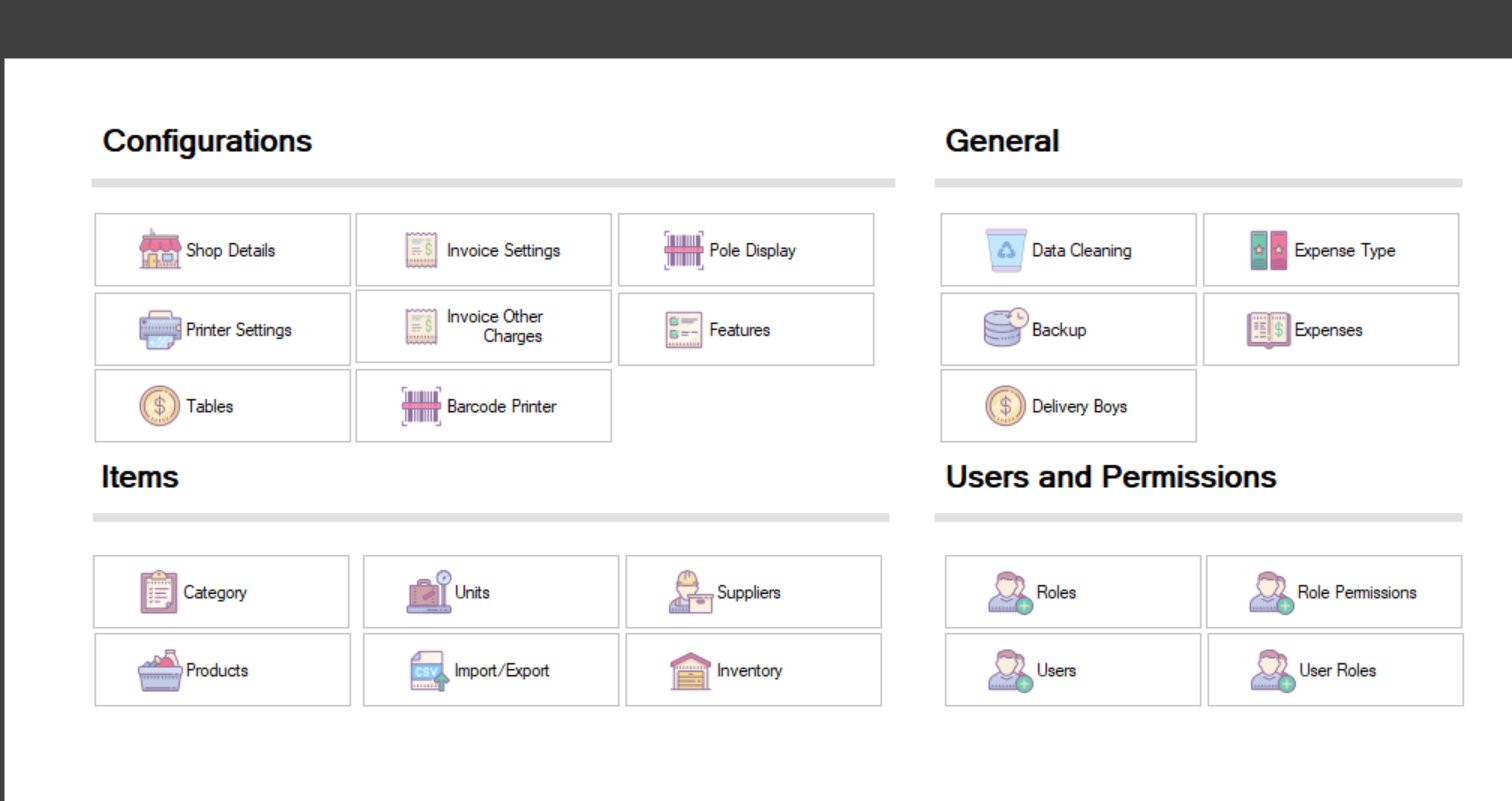 Configurations
Shop Details
Invoice Settings
Pole Display
Printer Settings
Invoice Other
Charges
Features
Tables
Barcode Printer
General
Data Cleaning
Expense Type
Backup
Expenses
Delivery Boys
Items
Category
Units
Suppliers
Products
CSV
Import/Export
Inventory
Users and Permissions
Roles
Role Permissions
Users
User Roles